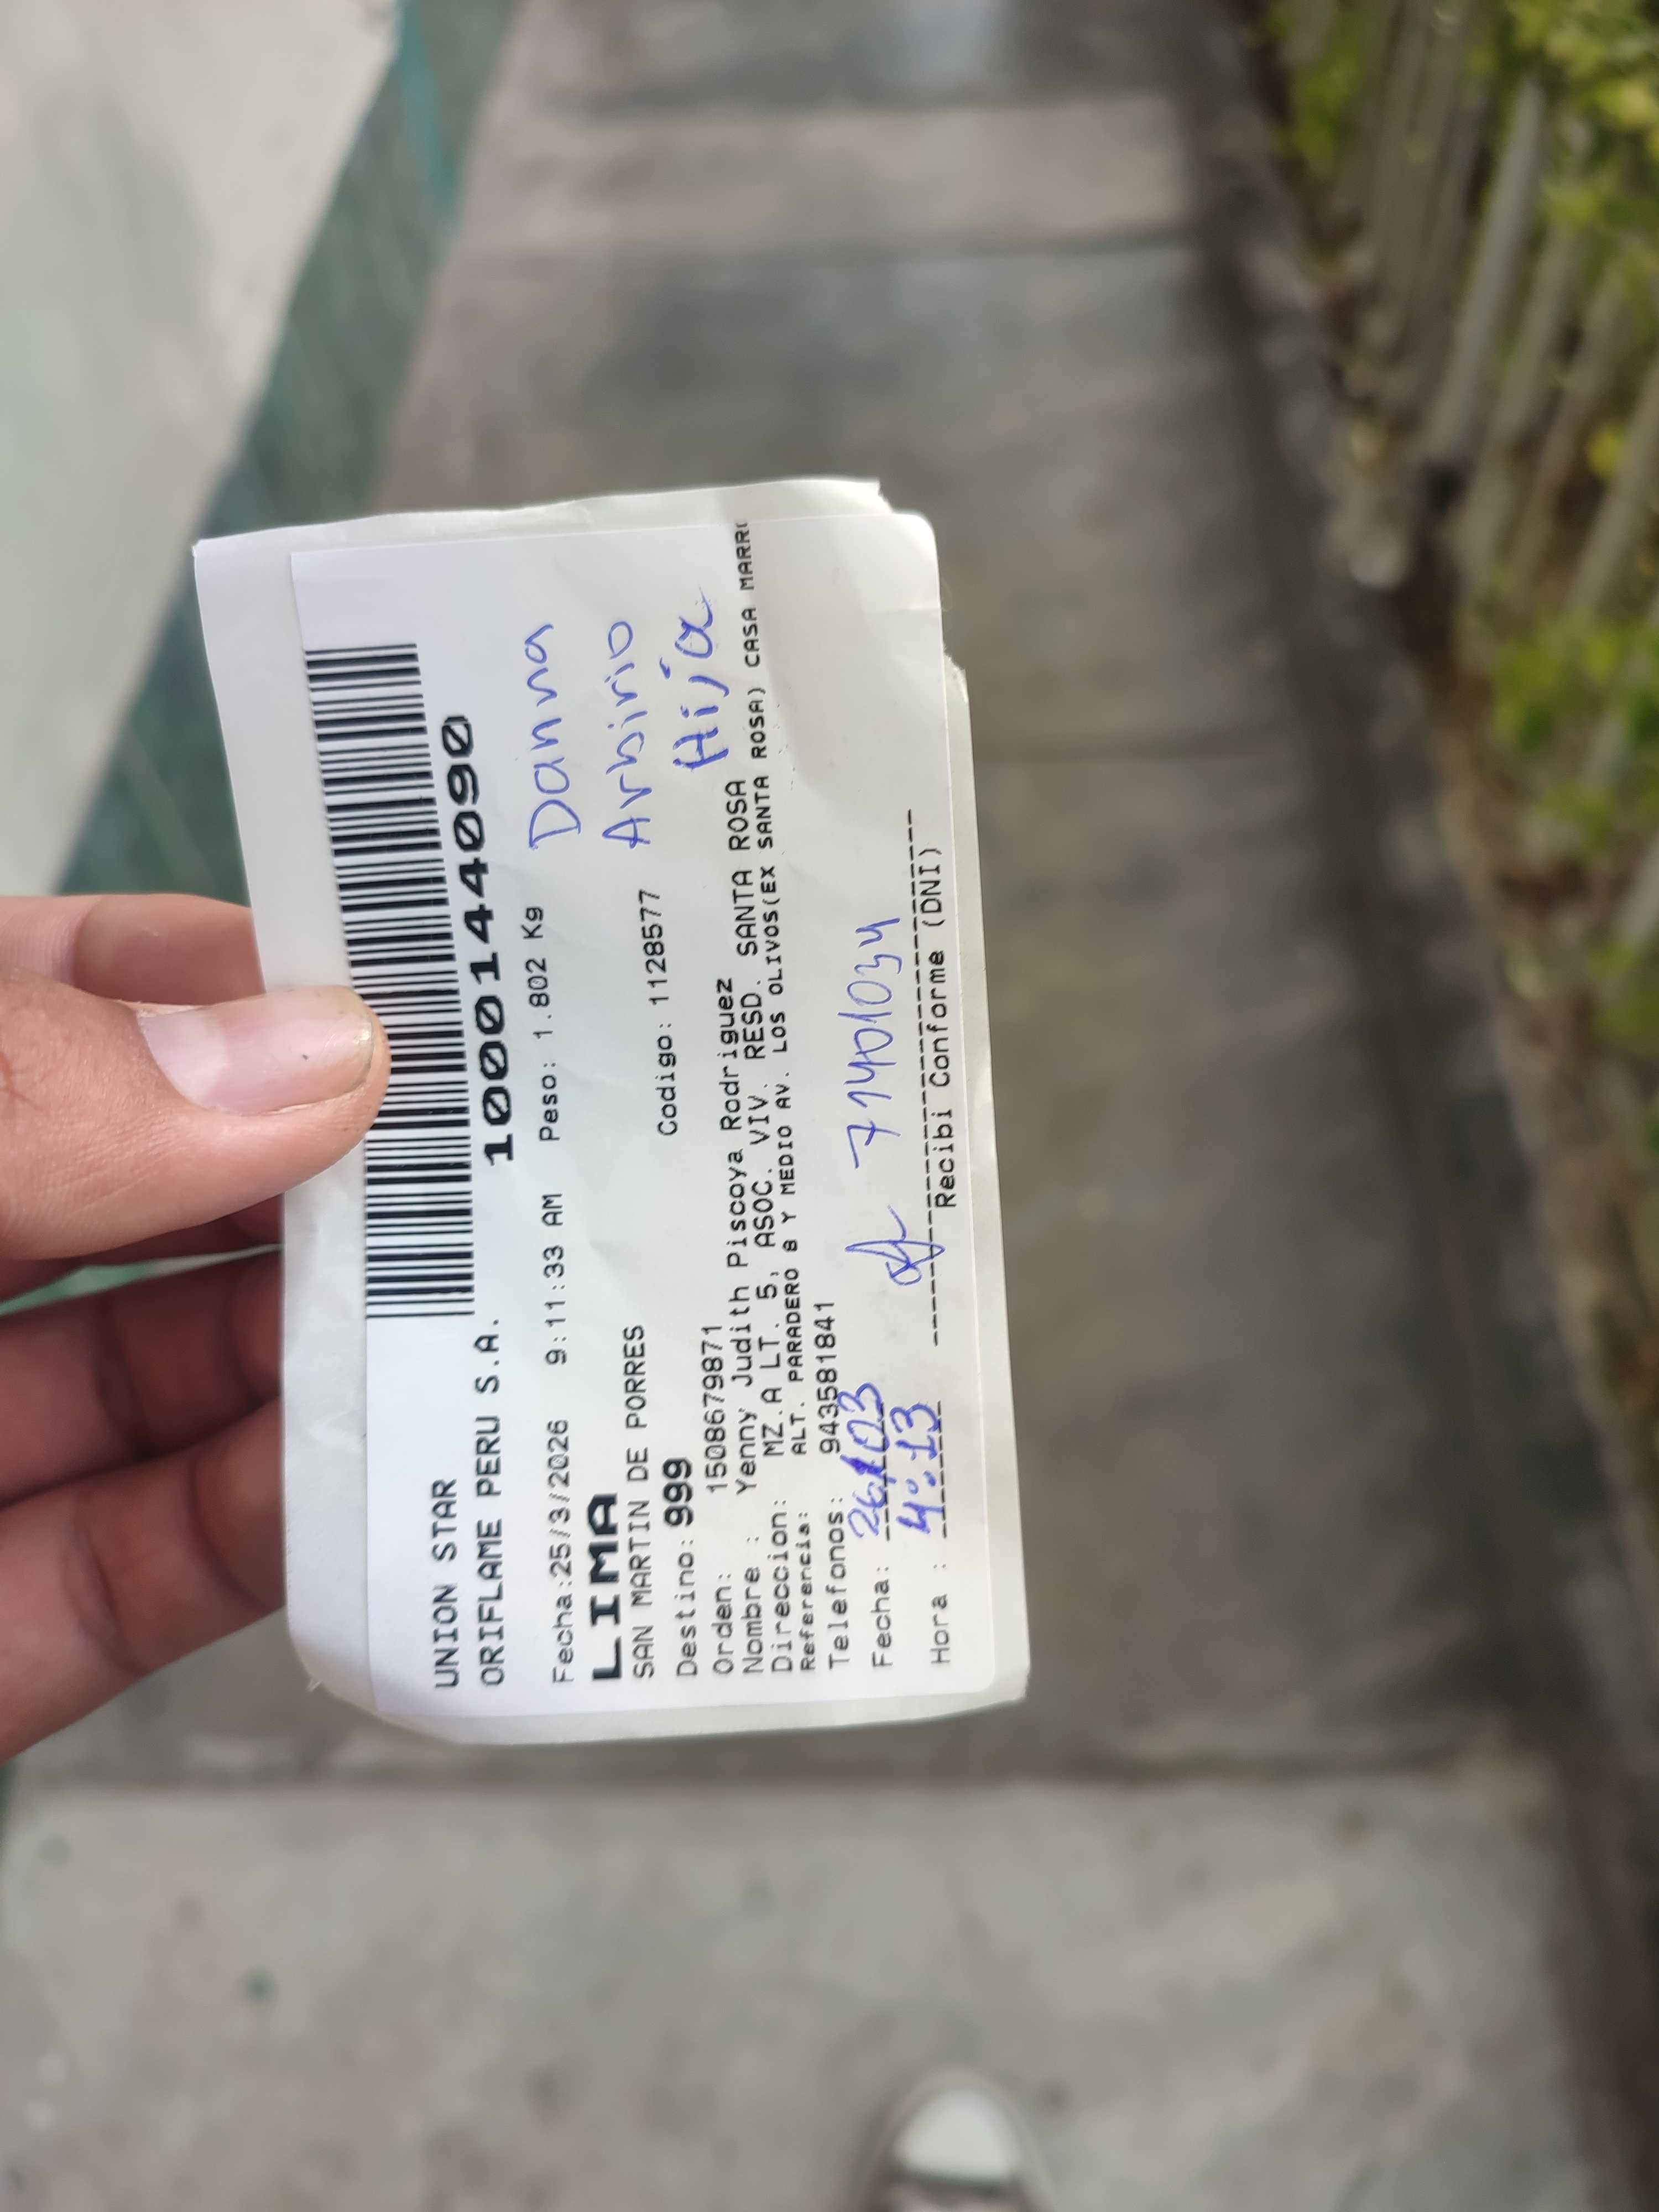 UNION STAR
ORIFLAME PERU S.A. 1000144090
Fecha:25/3/2026 9:11:33 AM Peso: 1.802 Kg
Danna
LIMA
SAN MARTIN DE PORRES
Arbirio
Destino: 999 Codigo: 1128577
Hija
Orden: 1508679871
Nombre : Yenny Judith Piscoya Rodriguez
Direccion: MZ.A LT. 5, ASOC. VIV. RESD. SANTA ROSA
Referencia: ALT. PARADERO 8 Y MEDIO AV. LOS OLIVOS(EX SANTA ROSA) CASA MARR
Telefonos: 943581841
Fecha: 26/03
Hora : 4:13
Recibi Conforme (DNI)